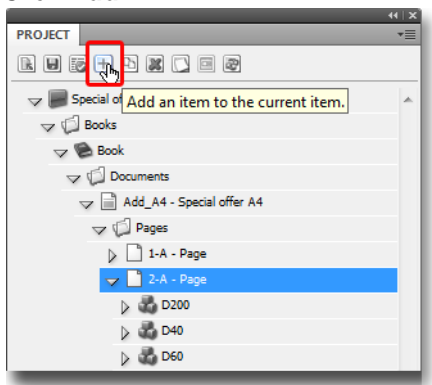 PROJECT
Special of
Add an item to the current item.
Books
Book
Documents
Add_A4 - Special offer A4
Pages
1-A - Page
2-A - Page
D200
D40
D60